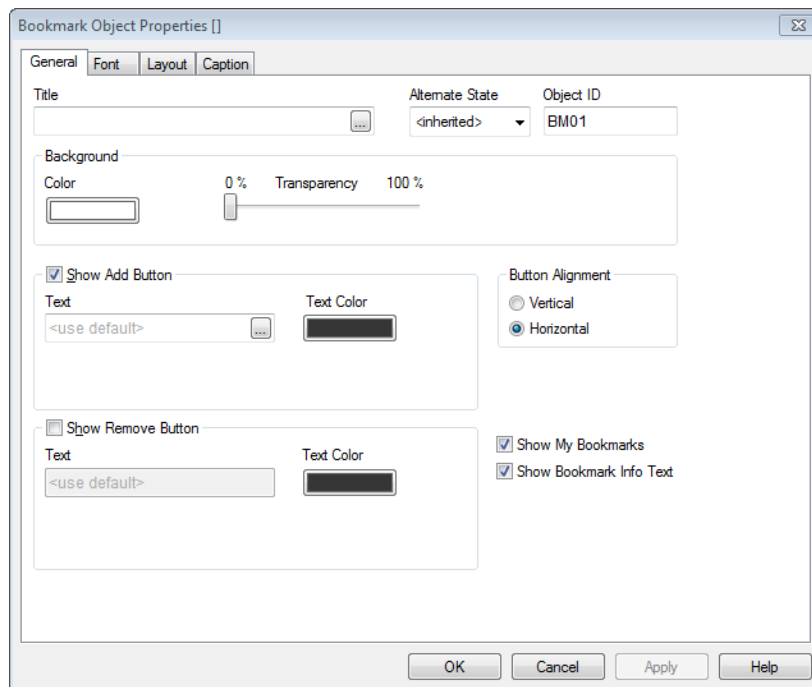 Bookmark Object Properties []
General Font Layout Caption
Title Alternate State Object ID
... <inherited> BM01
Background
Color 0 % Transparency 100 %
Show Add Button Button Alignment
Text Text Color Vertical
<use default> ... Horizontal
Show Remove Button
Text Text Color Show My Bookmarks
<use default> Show Bookmark Info Text
OK Cancel Apply Help